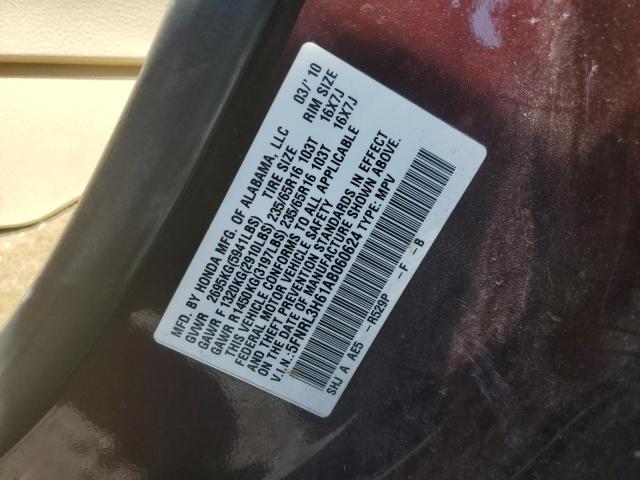 MFD. BY HONDA MFG. OF ALABAMA, LLC 03/'10
GVWR 2695KG(5941LBS) TIRE SIZE RIM SIZE
GAWR F 1320KG(2910LBS) 235/65R16 103T 16X7J
GAWR R 1450KG(3197LBS) 235/65R16 103T 16X7J
THIS VEHICLE CONFORMS TO ALL APPLICABLE
FEDERAL MOTOR VEHICLE SAFETY
AND THEFT PREVENTION STANDARDS IN EFFECT
ON THE DATE OF MANUFACTURE SHOWN ABOVE.
V.I.N.:5FNRL3H61AB060624 TYPE: MPV
SHJ A AE5 -R529P -F -B